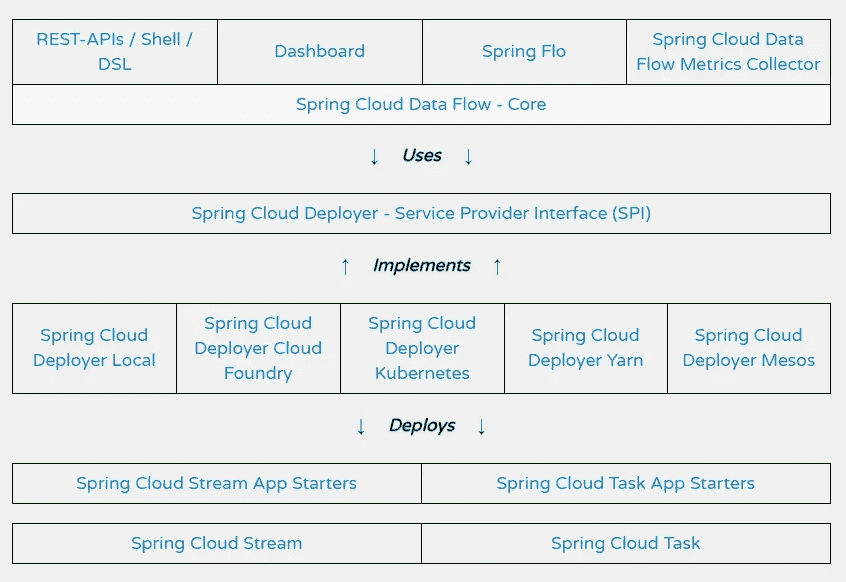 REST-APIs / Shell /
DSL
Dashboard
Spring Flo
Spring Cloud Data
Flow Metrics Collector
Spring Cloud Data Flow - Core
↓ Uses ↓
Spring Cloud Deployer - Service Provider Interface (SPI)
↑ Implements ↑
Spring Cloud
Deployer Local
Spring Cloud
Deployer Cloud
Foundry
Spring Cloud
Deployer
Kubernetes
Spring Cloud
Deployer Yarn
Spring Cloud
Deployer Mesos
↓ Deploys ↓
Spring Cloud Stream App Starters
Spring Cloud Task App Starters
Spring Cloud Stream
Spring Cloud Task